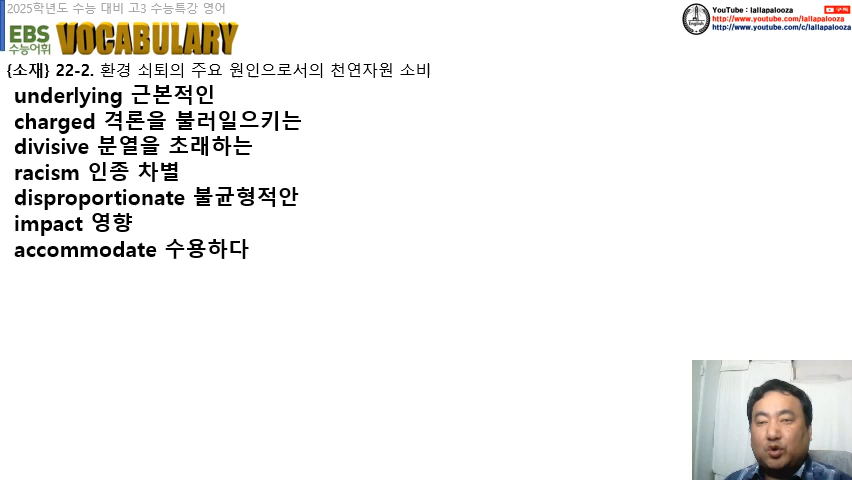 2025학년도 수능 대비 고3 수능특강 영어
EBS
수능어휘
VOCABULARY
YouTube : lallapalooza
구독
http://www.youtube.com/lallapalooza
http://www.youtube.com/c/lallapalooza
English
{소재} 22-2. 환경 쇠퇴의 주요 원인으로서의 천연자원 소비
underlying 근본적인
charged 격론을 불러일으키는
divisive 분열을 초래하는
racism 인종 차별
disproportionate 불균형적안
impact 영향
accommodate 수용하다